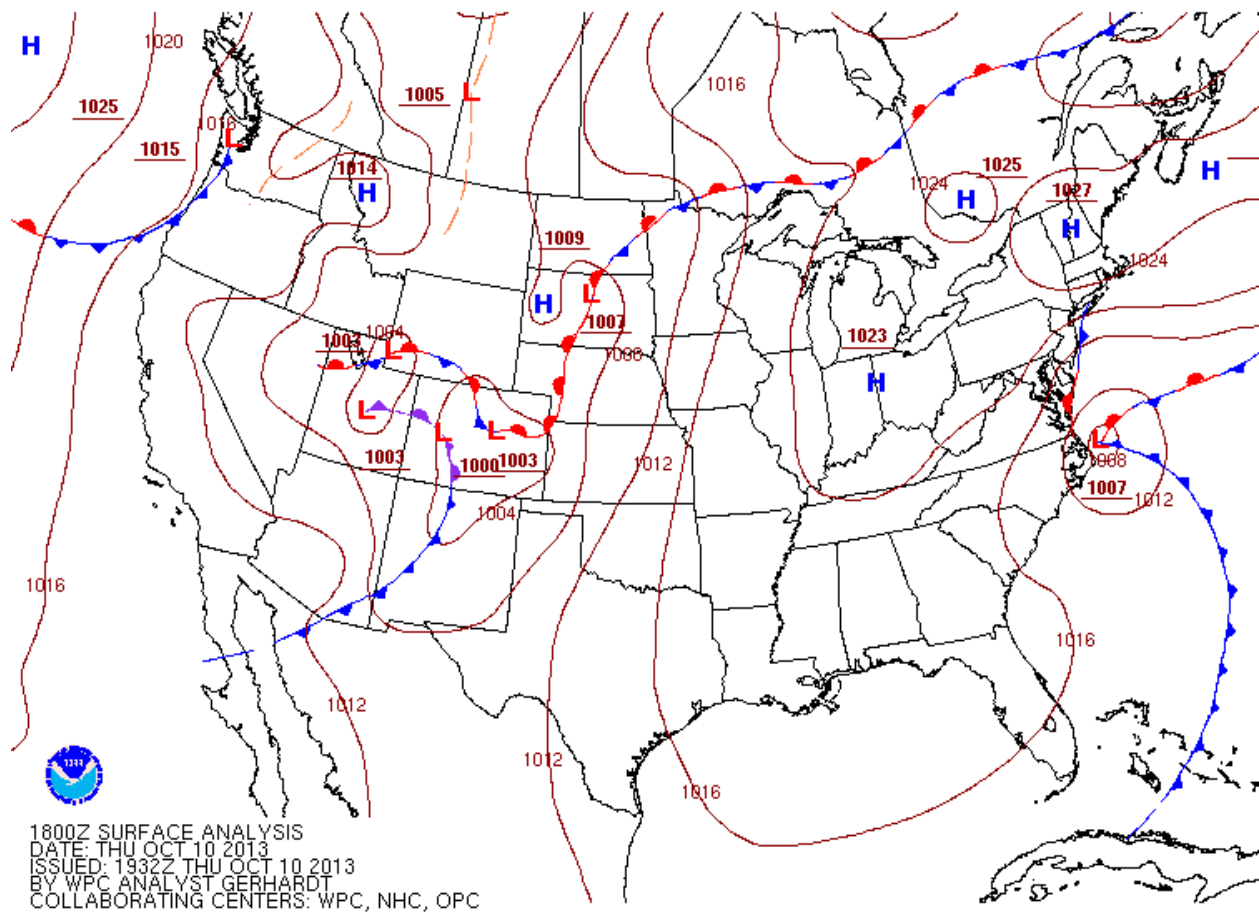 H
1020
1025
1005
L
1016
1016
L
1015
1014
H
1025
H
1024
1027
H
H
1024
1009
H
L
1007
1008
1023
H
1003
1004
L
L
L
L
1003
1000
1003
1004
1012
L
1008
1007
1012
1016
1016
1012
1012
1016
1800Z SURFACE ANALYSIS
DATE: THU OCT 10 2013
ISSUED: 1932Z THU OCT 10 2013
BY WPC ANALYST GERHARDT
COLLABORATING CENTERS: WPC, NHC, OPC